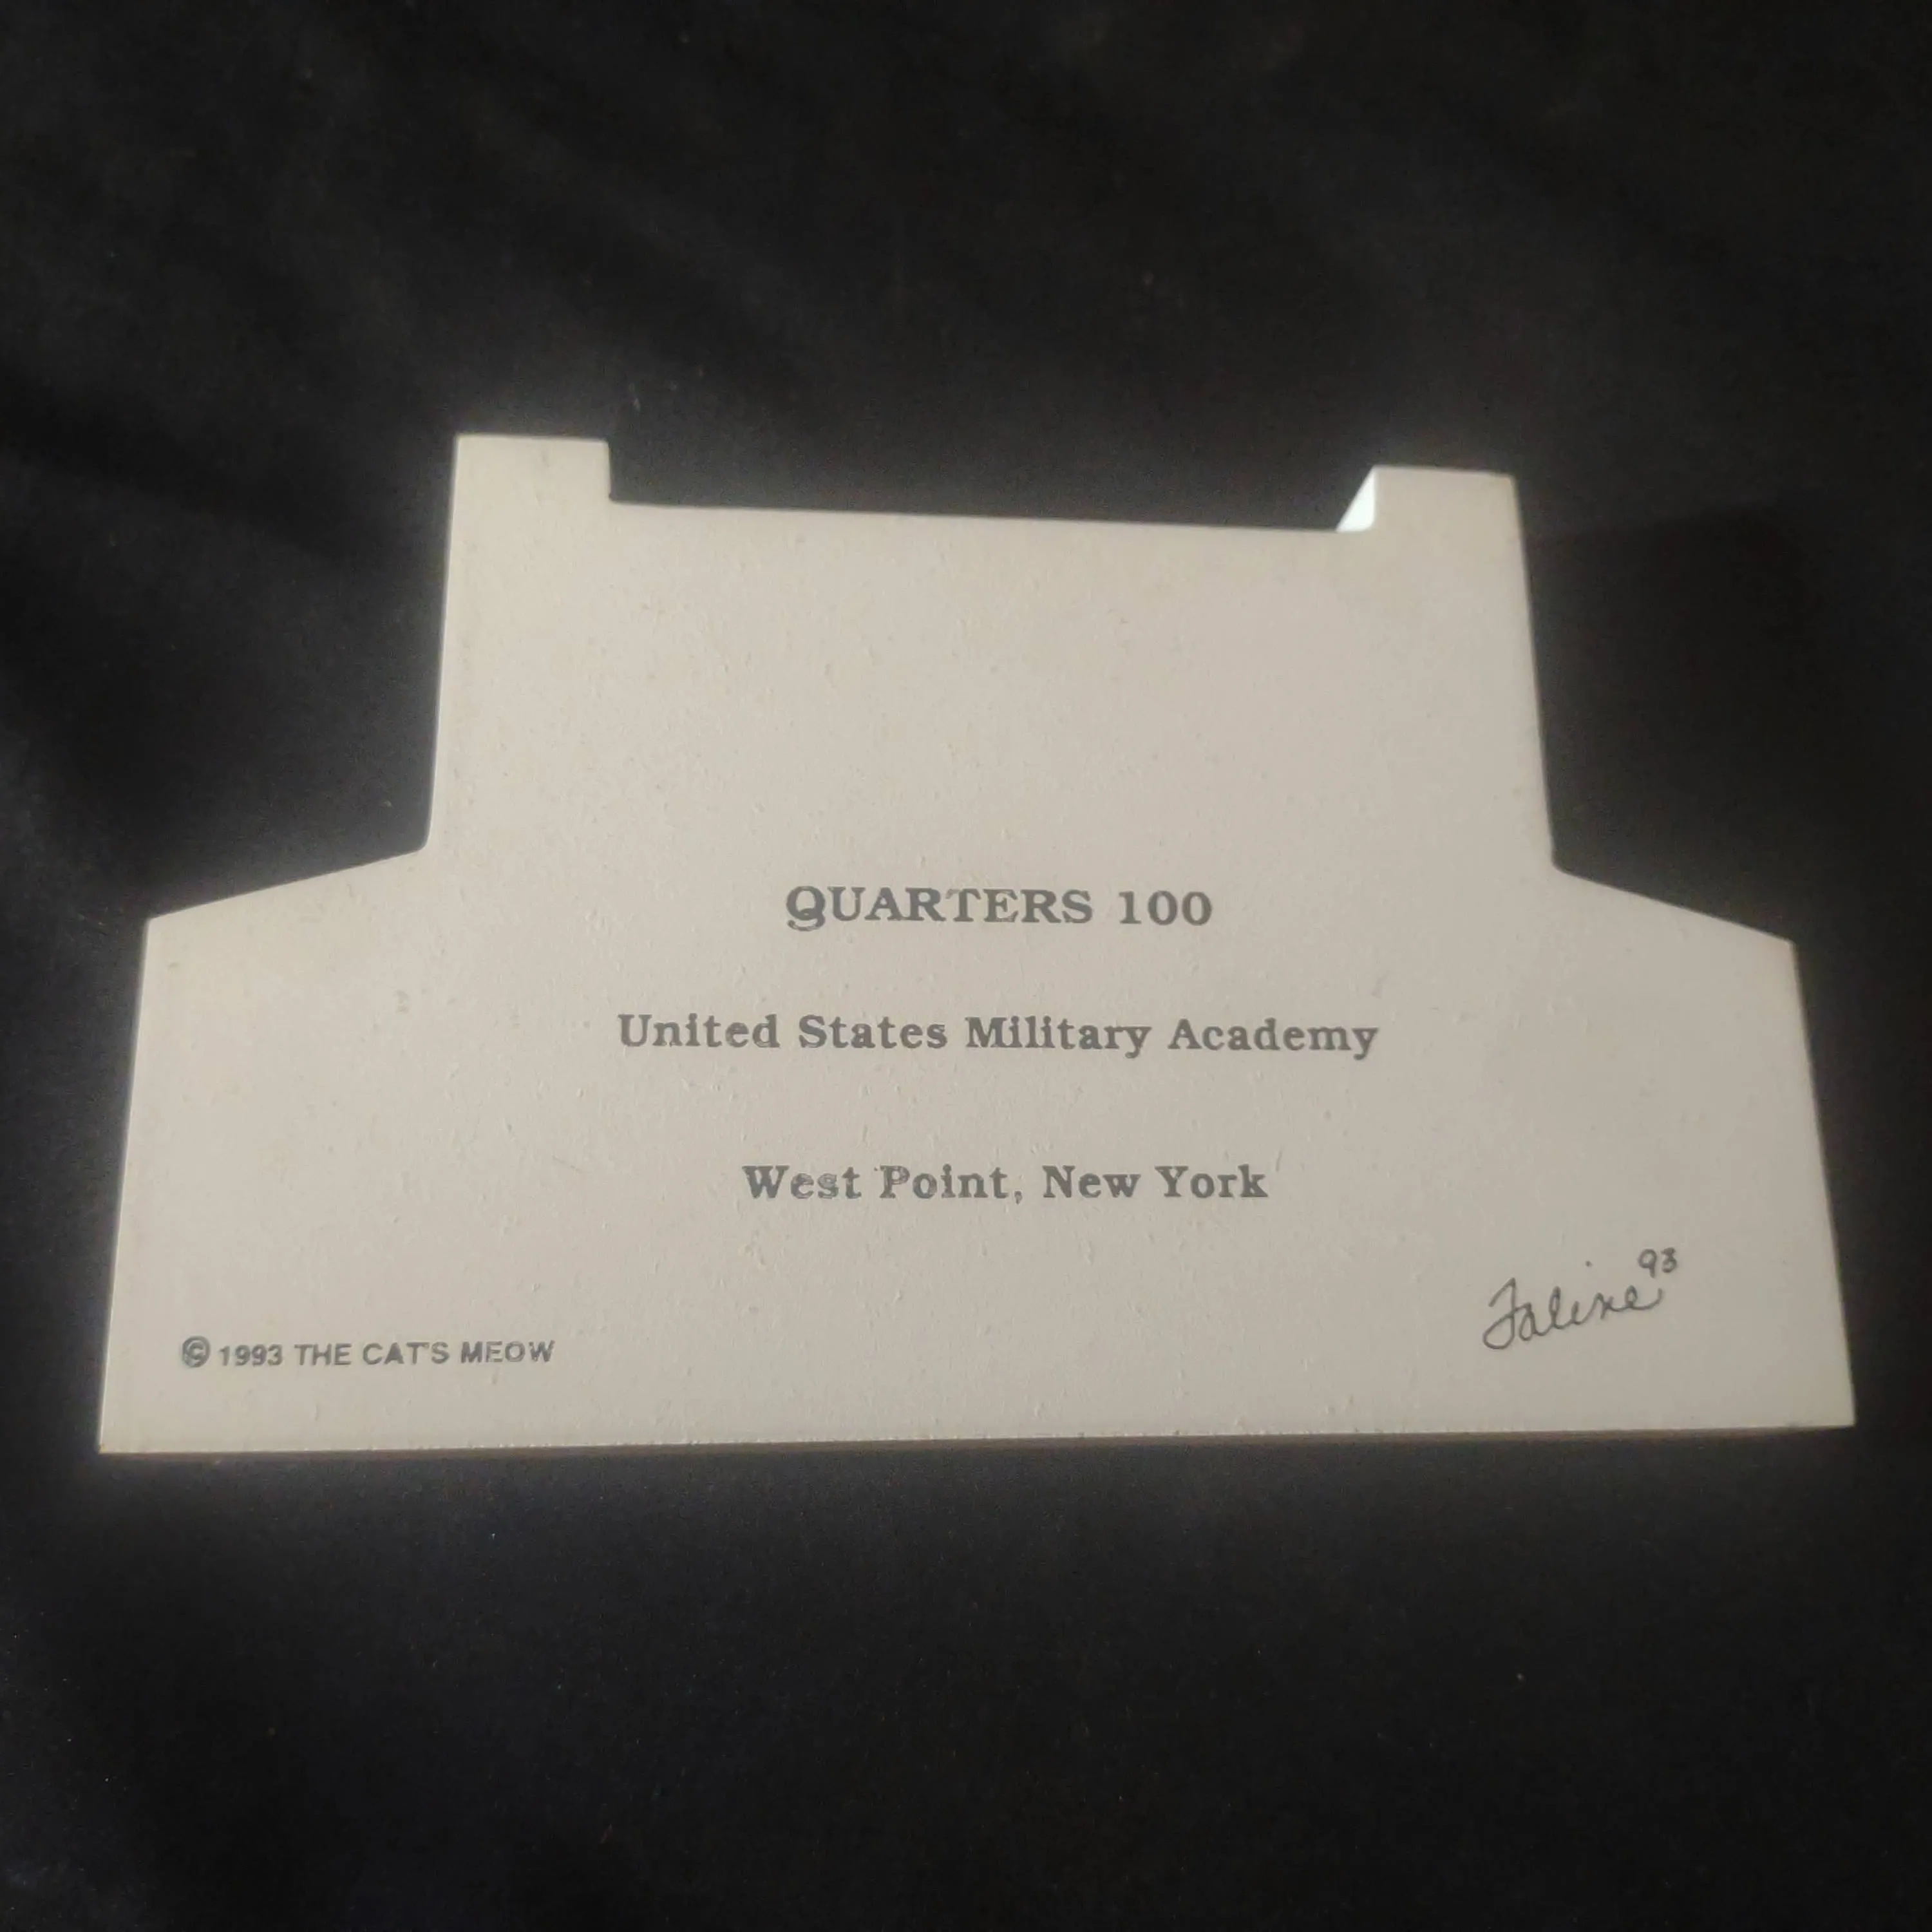 QUARTERS 100
United States Military Academy
West Point, New York
Faline 93
© 1993 THE CAT'S MEOW